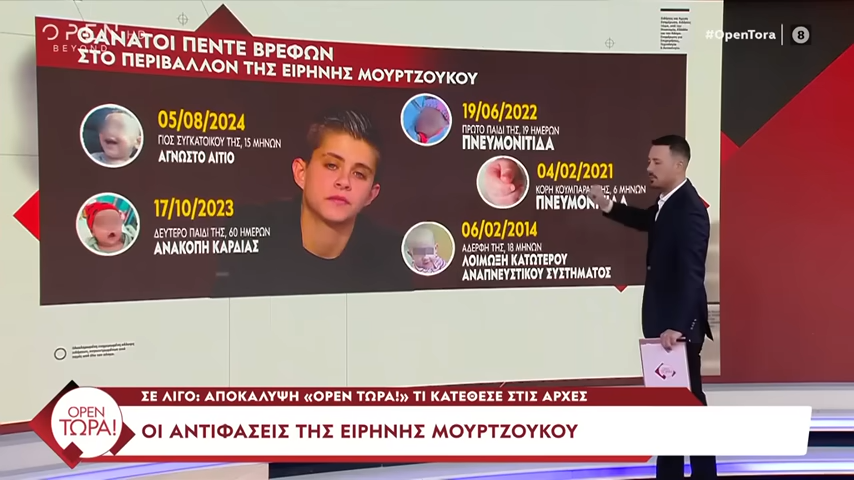 OPEN HD
BEYOND
ΘΑΝΑΤΟΙ ΠΕΝΤΕ ΒΡΕΦΩΝ
ΣΤΟ ΠΕΡΙΒΑΛΛΟΝ ΤΗΣ ΕΙΡΗΝΗΣ ΜΟΥΡΤΖΟΥΚΟΥ
#OpenTora
8
05/08/2024
ΓΙΟΣ ΣΥΓΚΑΤΟΙΚΟΥ ΤΗΣ, 15 ΜΗΝΩΝ
ΑΓΝΩΣΤΟ ΑΙΤΙΟ
17/10/2023
ΔΕΥΤΕΡΟ ΠΑΙΔΙ ΤΗΣ, 60 ΗΜΕΡΩΝ
ΑΝΑΚΟΠΗ ΚΑΡΔΙΑΣ
19/06/2022
ΠΡΩΤΟ ΠΑΙΔΙ ΤΗΣ, 19 ΗΜΕΡΩΝ
ΠΝΕΥΜΟΝΙΤΙΔΑ
04/02/2021
ΚΟΡΗ ΚΟΥΜΠΑΡΑΣ ΤΗΣ, 6 ΜΗΝΩΝ
ΠΝΕΥΜΟΝΙΤΙΔΑ
06/02/2014
ΑΔΕΡΦΗ ΤΗΣ, 18 ΜΗΝΩΝ
ΛΟΙΜΩΞΗ ΚΑΤΩΤΕΡΟΥ
ΑΝΑΠΝΕΥΣΤΙΚΟΥ ΣΥΣΤΗΜΑΤΟΣ
ΣΕ ΛΙΓΟ: ΑΠΟΚΑΛΥΨΗ «OPEN ΤΩΡΑ!» ΤΙ ΚΑΤΕΘΕΣΕ ΣΤΙΣ ΑΡΧΕΣ
OPEN
ΤΩΡΑ!
ΟΙ ΑΝΤΙΦΑΣΕΙΣ ΤΗΣ ΕΙΡΗΝΗΣ ΜΟΥΡΤΖΟΥΚΟΥ